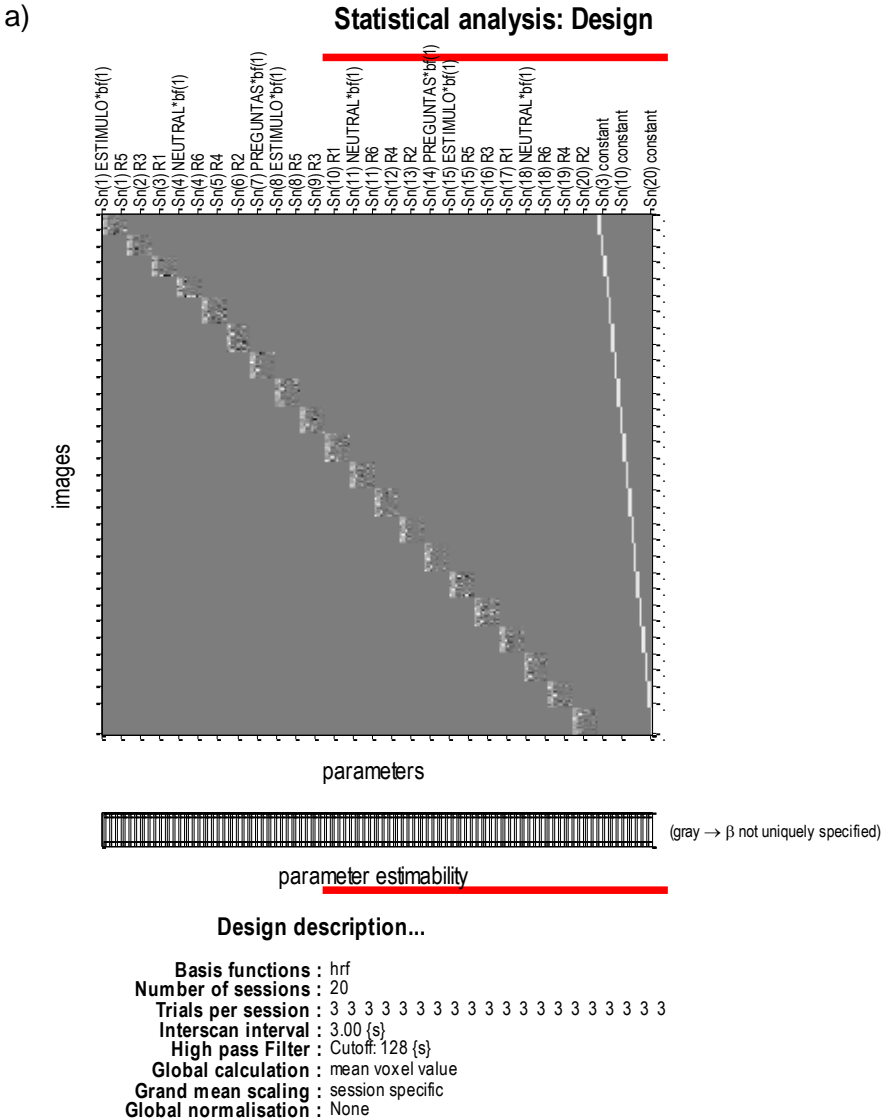 a)
Statistical analysis: Design
Sn(1) ESTIMULO*bf(1)
Sn(1) R5
Sn(2) R3
Sn(3) R1
Sn(4) NEUTRAL*bf(1)
Sn(4) R6
Sn(5) R4
Sn(6) R2
Sn(7) PREGUNTAS*bf(1)
Sn(8) ESTIMULO*bf(1)
Sn(8) R5
Sn(9) R3
Sn(10) R1
Sn(11) NEUTRAL*bf(1)
Sn(11) R6
Sn(12) R4
Sn(13) R2
Sn(14) PREGUNTAS*bf(1)
Sn(15) ESTIMULO*bf(1)
Sn(15) R5
Sn(16) R3
Sn(17) R1
Sn(18) NEUTRAL*bf(1)
Sn(18) R6
Sn(19) R4
Sn(20) R2
Sn(3) constant
Sn(10) constant
Sn(20) constant
images
parameters
(gray → β not uniquely specified)
parameter estimability
Design description...
Basis functions : hrf
Number of sessions : 20
Trials per session : 3 3 3 3 3 3 3 3 3 3 3 3 3 3 3 3 3 3 3 3
Interscan interval : 3.00 {s}
High pass Filter : Cutoff: 128 {s}
Global calculation : mean voxel value
Grand mean scaling : session specific
Global normalisation : None